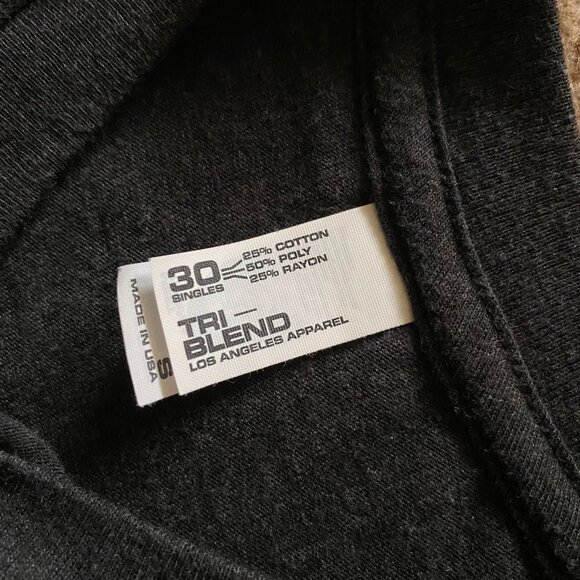 30
SINGLES
25% COTTON
50% POLY
25% RAYON
TRI—
BLEND
LOS ANGELES APPAREL
MADE IN USA
S